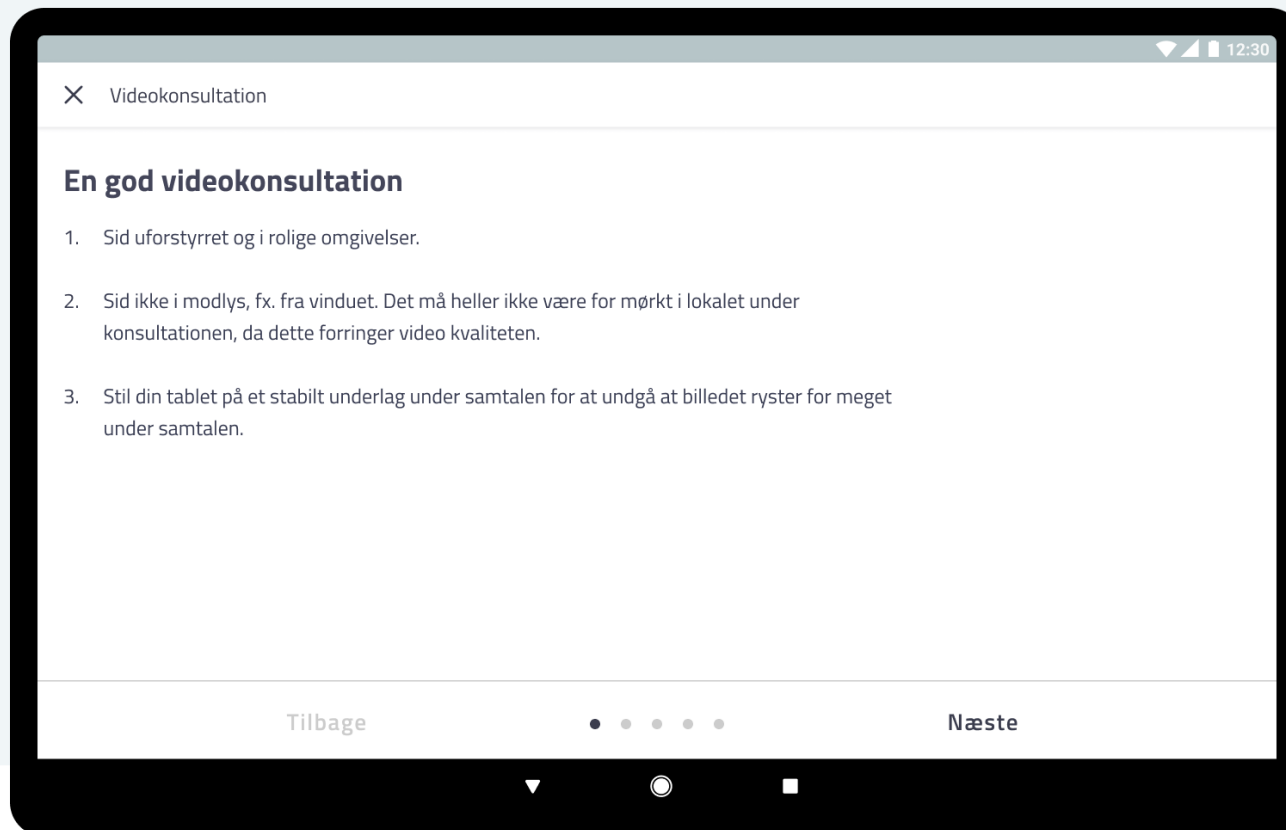 12:30
Videokonsultation
En god videokonsultation
1. Sid uforstyrret og i rolige omgivelser.
2. Sid ikke i modlys, fx. fra vinduet. Det må heller ikke være for mørkt i lokalet under
konsultationen, da dette forringer video kvaliteten.
3. Stil din tablet på et stabilt underlag under samtalen for at undgå at billedet ryster for meget
under samtalen.
Tilbage
Næste